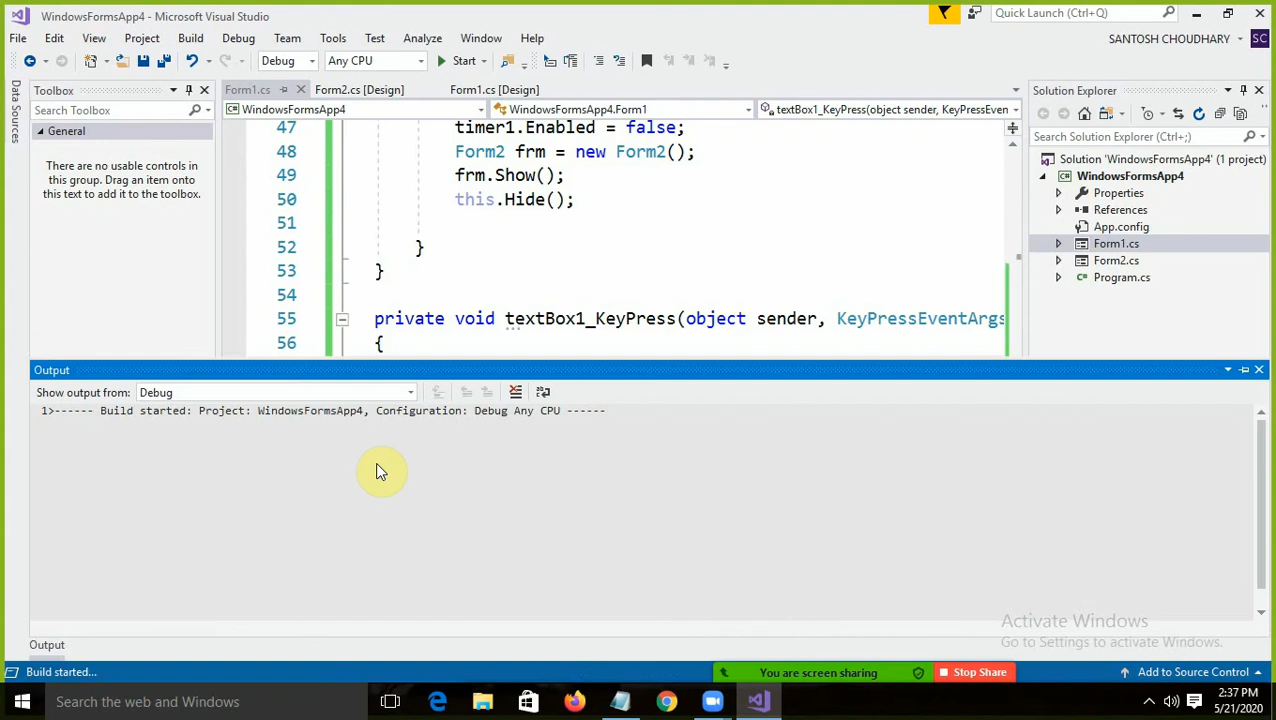 WindowsFormsApp4 - Microsoft Visual Studio
Quick Launch (Ctrl+Q)
File Edit View Project Build Debug Team Tools Test Analyze Window Help
SANTOSH CHOUDHARY SC
Debug Any CPU Start
Data Sources
Toolbox
Search Toolbox
General
There are no usable controls in
this group. Drag an item onto
this text to add it to the toolbox.
Form1.cs Form2.cs [Design] Form1.cs [Design]
WindowsFormsApp4 WindowsFormsApp4.Form1 textBox1_KeyPress(object sender, KeyPressEven
47 timer1.Enabled = false;
48 Form2 frm = new Form2();
49 frm.Show();
50 this.Hide();
51
52 }
53 }
54
55 private void textBox1_KeyPress(object sender, KeyPressEventArgs
56 {
Solution Explorer
Search Solution Explorer (Ctrl+;)
Solution 'WindowsFormsApp4' (1 project)
WindowsFormsApp4
Properties
References
App.config
Form1.cs
Form2.cs
Program.cs
Output
Show output from: Debug
1>------ Build started: Project: WindowsFormsApp4, Configuration: Debug Any CPU ------
Activate Windows
Go to Settings to activate Windows.
Output
Build started...
You are screen sharing
Stop Share
Add to Source Control
Search the web and Windows
2:37 PM
5/21/2020